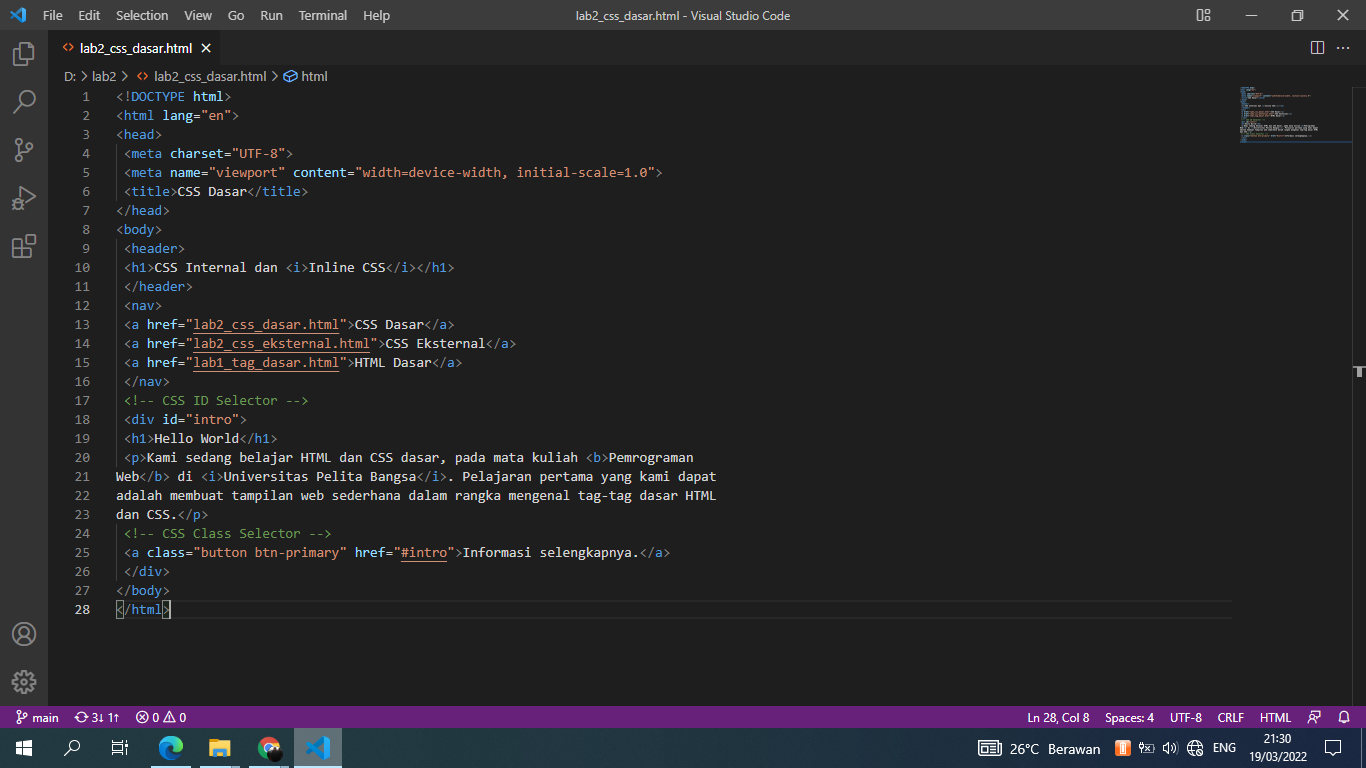 File Edit Selection View Go Run Terminal Help lab2_css_dasar.html - Visual Studio Code
lab2_css_dasar.html
D: > lab2 > lab2_css_dasar.html > html
1 <!DOCTYPE html>
2 <html lang="en">
3 <head>
4 <meta charset="UTF-8">
5 <meta name="viewport" content="width=device-width, initial-scale=1.0">
6 <title>CSS Dasar</title>
7 </head>
8 <body>
9 <header>
10 <h1>CSS Internal dan <i>Inline CSS</i></h1>
11 </header>
12 <nav>
13 <a href="lab2_css_dasar.html">CSS Dasar</a>
14 <a href="lab2_css_eksternal.html">CSS Eksternal</a>
15 <a href="lab1_tag_dasar.html">HTML Dasar</a>
16 </nav>
17 <!-- CSS ID Selector -->
18 <div id="intro">
19 <h1>Hello World</h1>
20 <p>Kami sedang belajar HTML dan CSS dasar, pada mata kuliah <b>Pemrograman
21 Web</b> di <i>Universitas Pelita Bangsa</i>. Pelajaran pertama yang kami dapat
22 adalah membuat tampilan web sederhana dalam rangka mengenal tag-tag dasar HTML
23 dan CSS.</p>
24 <!-- CSS Class Selector -->
25 <a class="button btn-primary" href="#intro">Informasi selengkapnya.</a>
26 </div>
27 </body>
28 </html>
main 3↓ 1↑ 0 0 Ln 28, Col 8 Spaces: 4 UTF-8 CRLF HTML
26°C Berawan ENG 21:30
19/03/2022